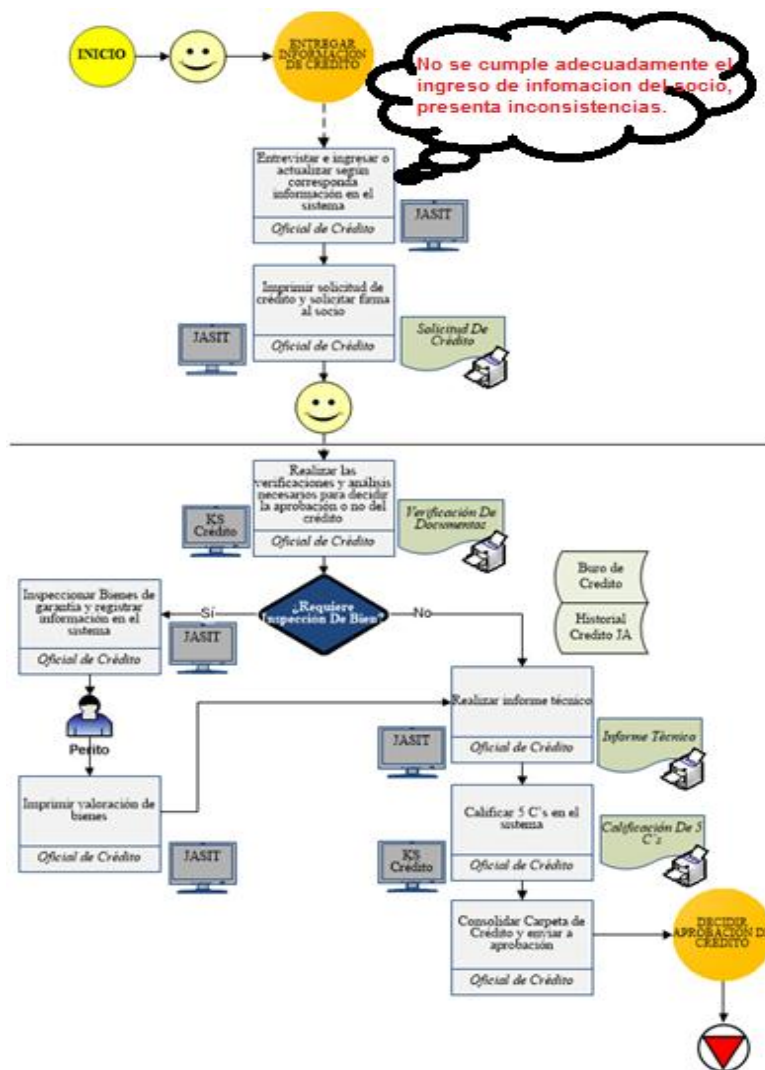 INICIO
ENTREGAR
INFORMACIÓN
DE CRÉDITO
No se cumple adecuadamente el
ingreso de infomacion del socio,
presenta inconsistencias.
Entrevistar e ingresar o
actualizar según
corresponda
información en el
sistema
Oficial de Crédito
JASIT
Imprimir solicitud de
crédito y solicitar firma
al socio
Oficial de Crédito
JASIT
Solicitud De
Crédito
Realizar las
verificaciones y análisis
necesarios para decidir
la aprobación o no del
crédito
Oficial de Crédito
KS
Crédito
Verificación De
Documentos
Buro de
Credito
Historial
Credito JA
¿Requiere
Inspección De Bien?
Sí
No
Inspeccionar Bienes de
garantía y registrar
información en el
sistema
Oficial de Crédito
JASIT
Perito
Imprimir valoración de
bienes
Oficial de Crédito
JASIT
Realizar informe técnico
Oficial de Crédito
JASIT
Informe Técnico
Calificar 5 C´s en el
sistema
Oficial de Crédito
KS
Crédito
Calificación De 5
C´s
Consolidar Carpeta de
Crédito y enviar a
aprobación
Oficial de Crédito
DECIDIR
APROBACIÓN DE
CRÉDITO